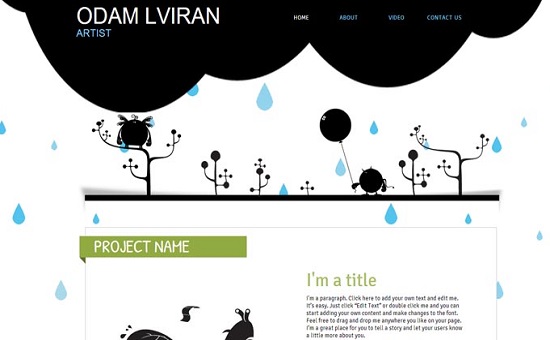 ODAM LVIRAN
ARTIST
HOME ABOUT VIDEO CONTACT US
PROJECT NAME
I'm a title
I'm a paragraph. Click here to add your own text and edit me.
It's easy. Just click "Edit Text" or double click me and you can
start adding your own content and make changes to the font.
Feel free to drag and drop me anywhere you like on your page.
I'm a great place for you to tell a story and let your users know
a little more about you.